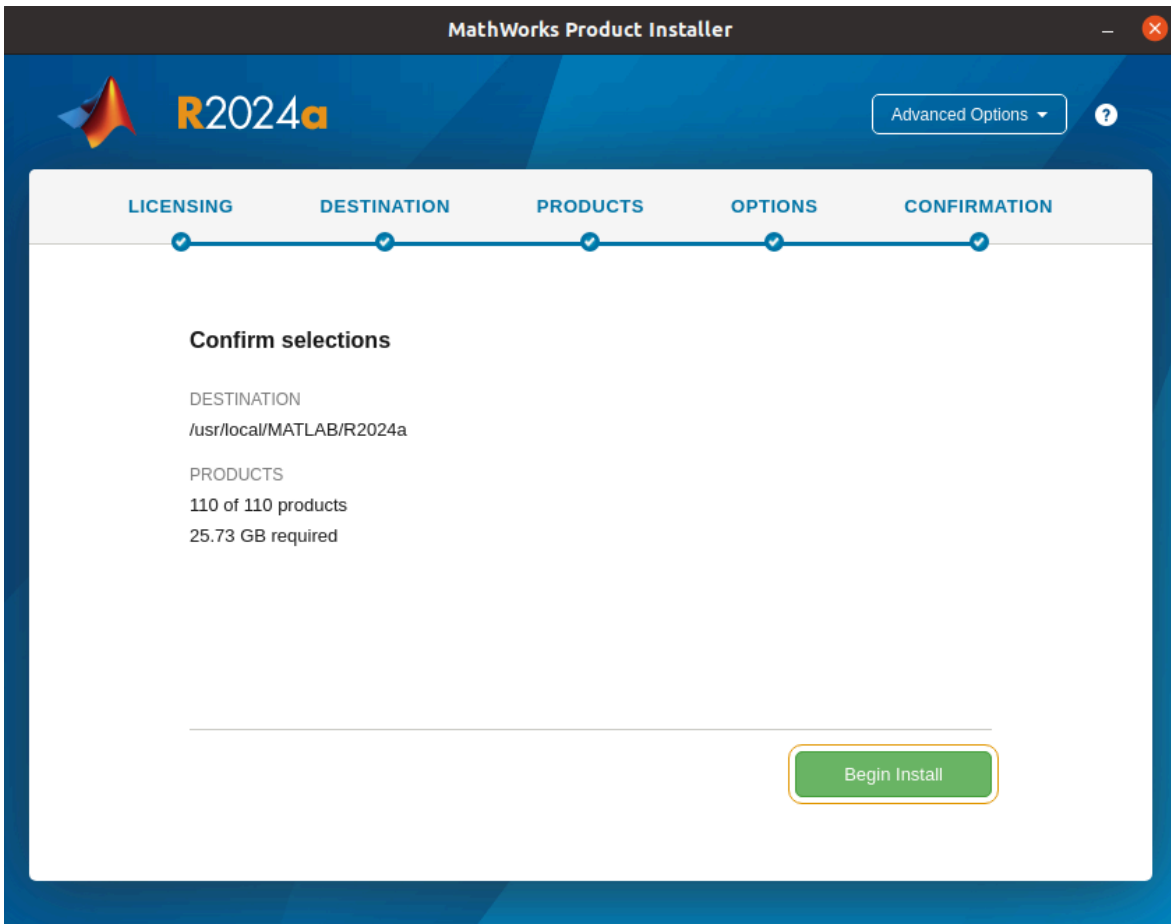 MathWorks Product Installer
R2024a
Advanced Options
?
LICENSING DESTINATION PRODUCTS OPTIONS CONFIRMATION
Confirm selections
DESTINATION
/usr/local/MATLAB/R2024a
PRODUCTS
110 of 110 products
25.73 GB required
Begin Install